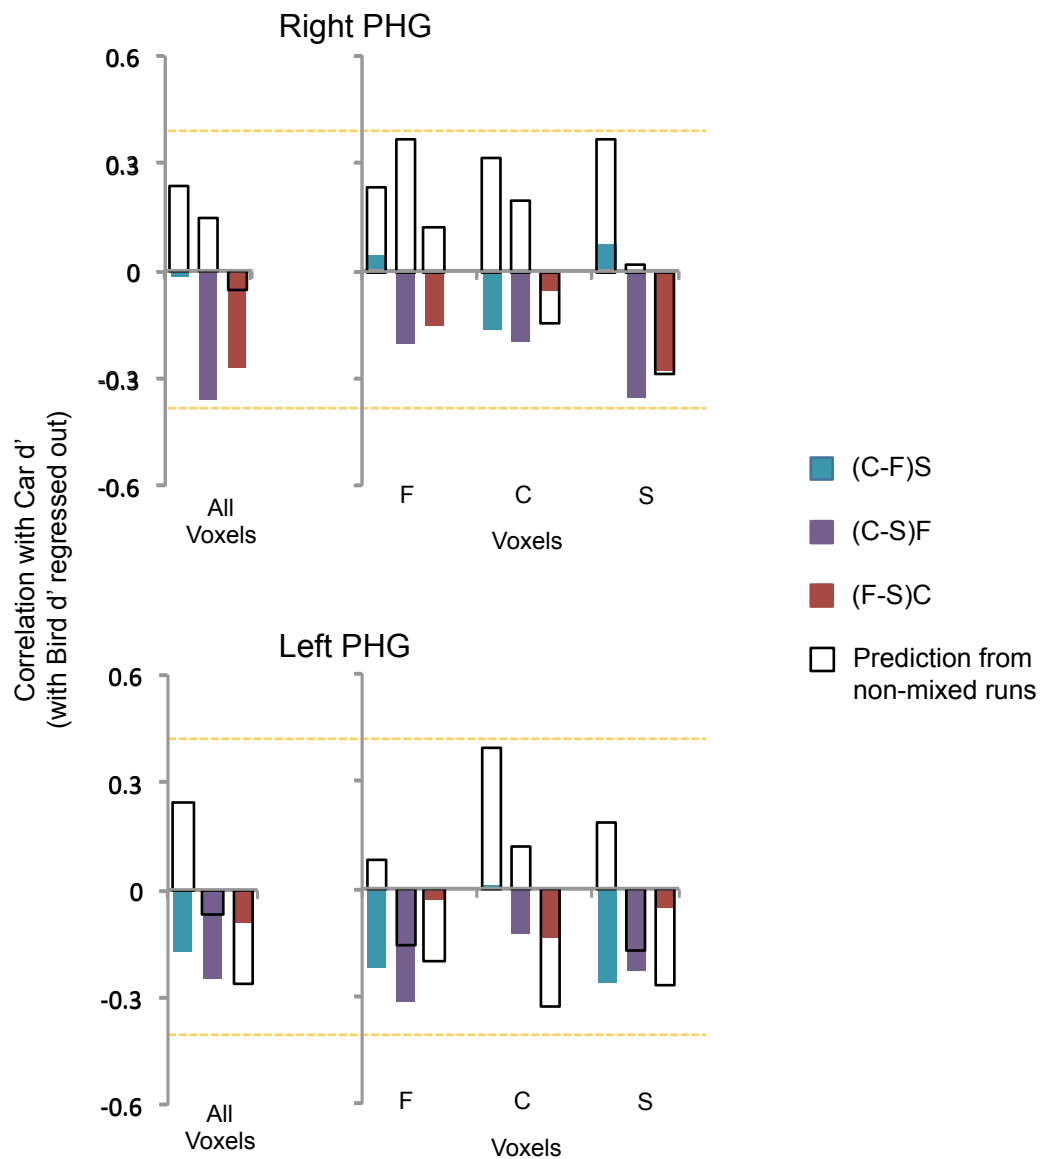 Right PHG
0.6
0.3
0
-0.3
-0.6
All
Voxels
F
C
S
Voxels
Correlation with Car d’
(with Bird d’ regressed out)
(C-F)S
(C-S)F
(F-S)C
Prediction from
non-mixed runs
Left PHG
0.6
0.3
0
-0.3
-0.6
All
Voxels
F
C
S
Voxels